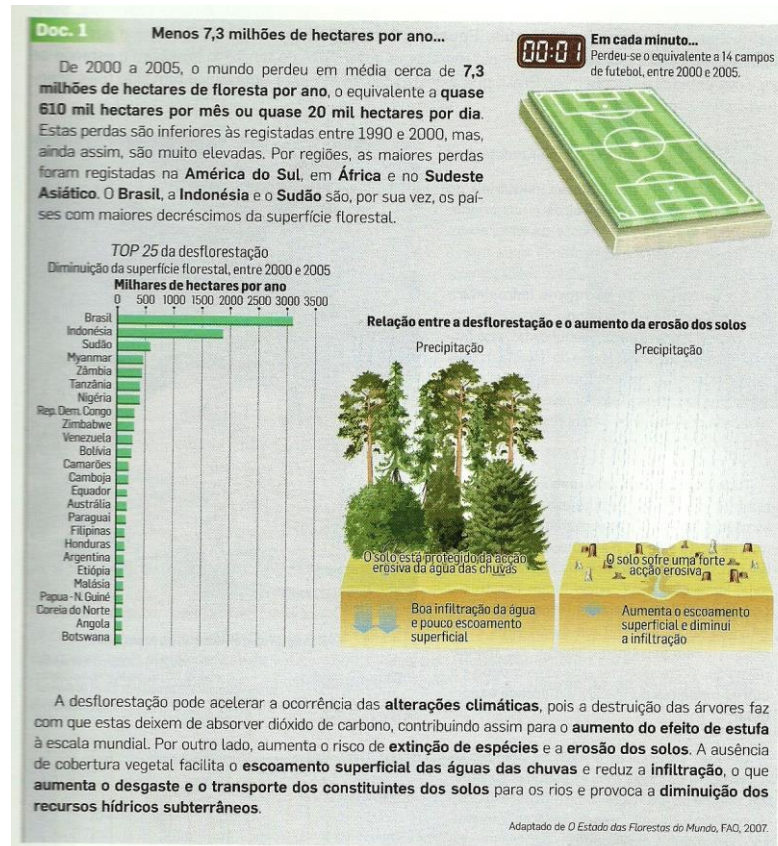 Doc. 1
Menos 7,3 milhões de hectares por ano...
De 2000 a 2005, o mundo perdeu em média cerca de 7,3
milhões de hectares de floresta por ano, o equivalente a quase
610 mil hectares por mês ou quase 20 mil hectares por dia.
Estas perdas são inferiores às registadas entre 1990 e 2000, mas,
ainda assim, são muito elevadas. Por regiões, as maiores perdas
foram registadas na América do Sul, em África e no Sudeste
Asiático. O Brasil, a Indonésia e o Sudão são, por sua vez, os paí-
ses com maiores decréscimos da superfície florestal.
00:01
Em cada minuto...
Perdeu-se o equivalente a 14 campos
de futebol, entre 2000 e 2005.
TOP 25 da desflorestação
Diminuição da superfície florestal, entre 2000 e 2005
Milhares de hectares por ano
0 500 1000 1500 2000 2500 3000 3500
Brasil
Indonésia
Sudão
Myanmar
Zâmbia
Tanzânia
Nigéria
Rep. Dem. Congo
Zimbabwe
Venezuela
Bolívia
Camarões
Camboja
Equador
Austrália
Paraguai
Filipinas
Honduras
Argentina
Etiópia
Malásia
Papua - N. Guiné
Coreia do Norte
Angola
Botswana
Relação entre a desflorestação e o aumento da erosão dos solos
Precipitação
O solo está protegido da acção
erosiva da água das chuvas
Boa infiltração da água
e pouco escoamento
superficial
Precipitação
O solo sofre uma forte
acção erosiva
Aumenta o escoamento
superficial e diminui
a infiltração
A desflorestação pode acelerar a ocorrência das alterações climáticas, pois a destruição das árvores faz
com que estas deixem de absorver dióxido de carbono, contribuindo assim para o aumento do efeito de estufa
à escala mundial. Por outro lado, aumenta o risco de extinção de espécies e a erosão dos solos. A ausência
de cobertura vegetal facilita o escoamento superficial das águas das chuvas e reduz a infiltração, o que
aumenta o desgaste e o transporte dos constituintes dos solos para os rios e provoca a diminuição dos
recursos hídricos subterrâneos.
Adaptado de O Estado das Florestas do Mundo, FAO, 2007.